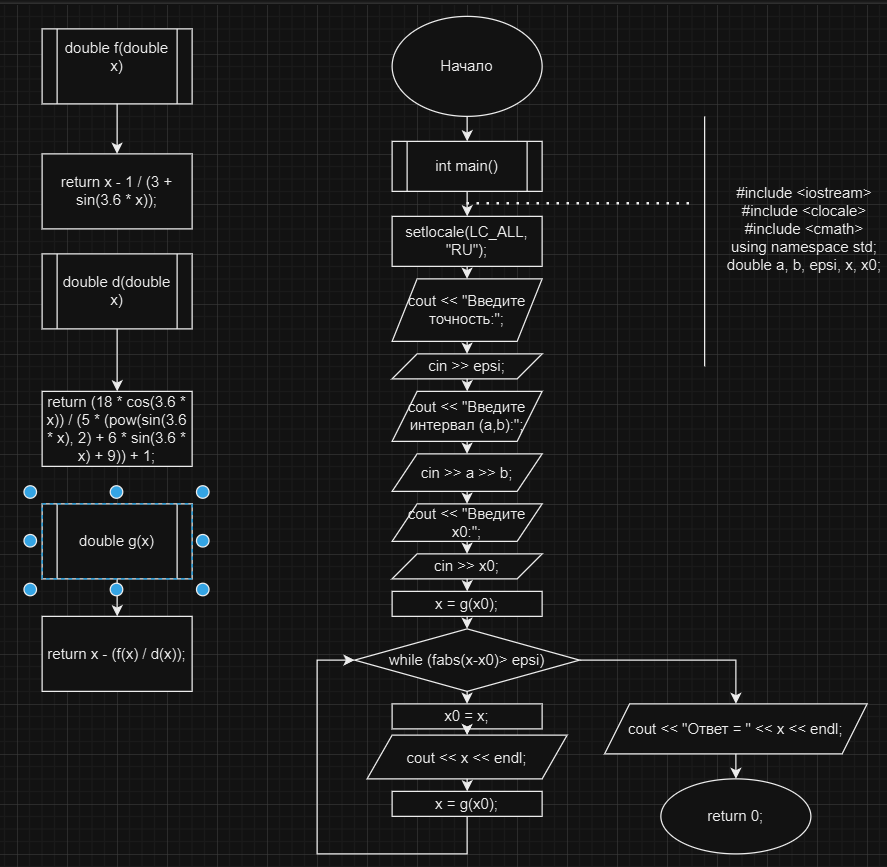 double f(double
x)
return x - 1 / (3 +
sin(3.6 * x));
double d(double
x)
return (18 * cos(3.6 *
x)) / (5 * (pow(sin(3.6
* x), 2) + 6 * sin(3.6 *
x) + 9)) + 1;
double g(x)
return x - (f(x) / d(x));
Начало
int main()
setlocale(LC_ALL,
"RU");
cout << "Введите
точность:";
cin >> epsi;
cout << "Введите
интервал (a,b):";
cin >> a >> b;
cout << "Введите
x0:";
cin >> x0;
x = g(x0);
while (fabs(x-x0)> epsi)
x0 = x;
cout << x << endl;
x = g(x0);
#include <iostream>
#include <clocale>
#include <cmath>
using namespace std;
double a, b, epsi, x, x0;
cout << "Ответ = " << x << endl;
return 0;